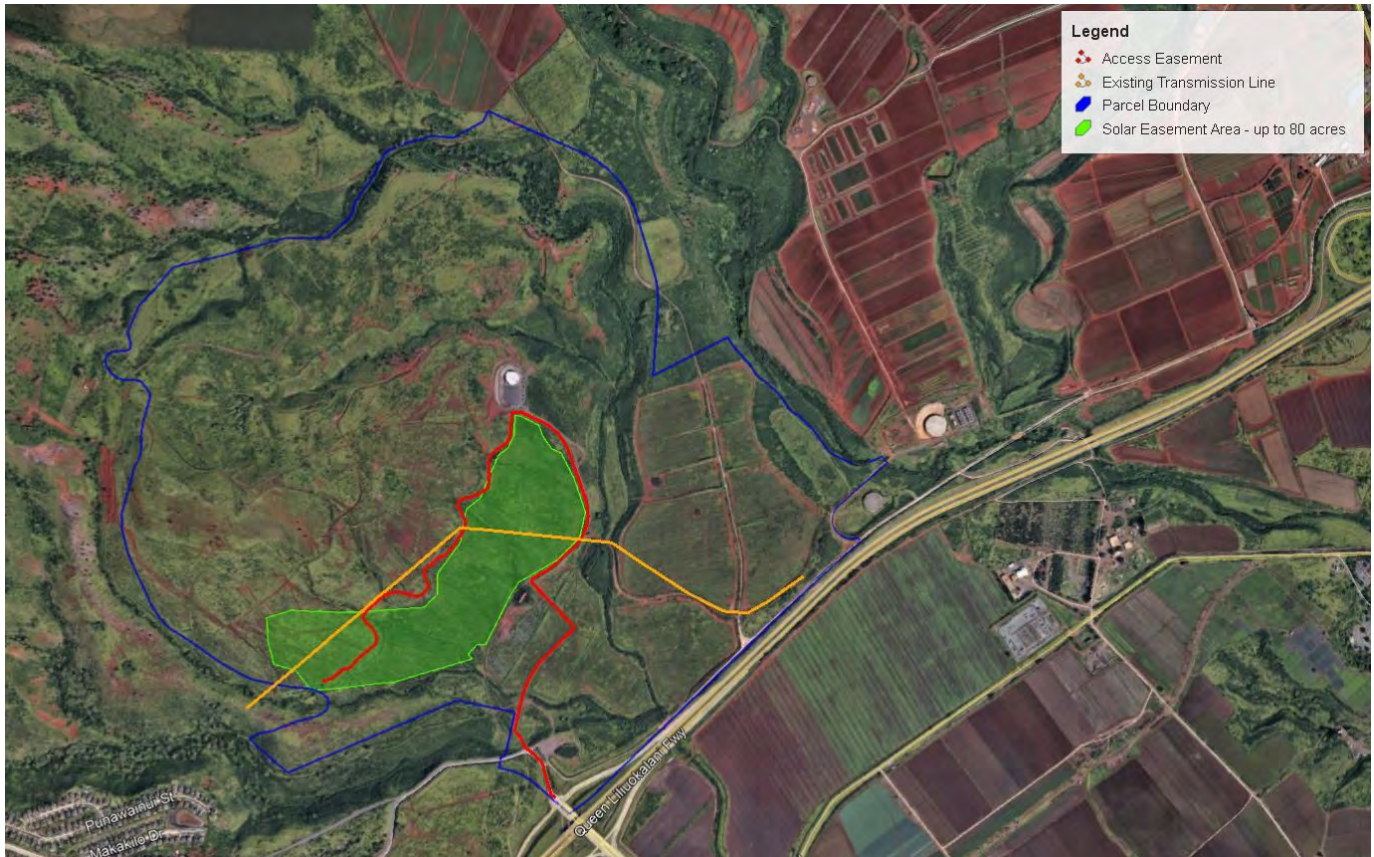 Legend
Access Easement
Existing Transmission Line
Parcel Boundary
Solar Easement Area - up to 80 acres
Queen Liliuokalani Fwy
Punawainui St
Makakilo Dr